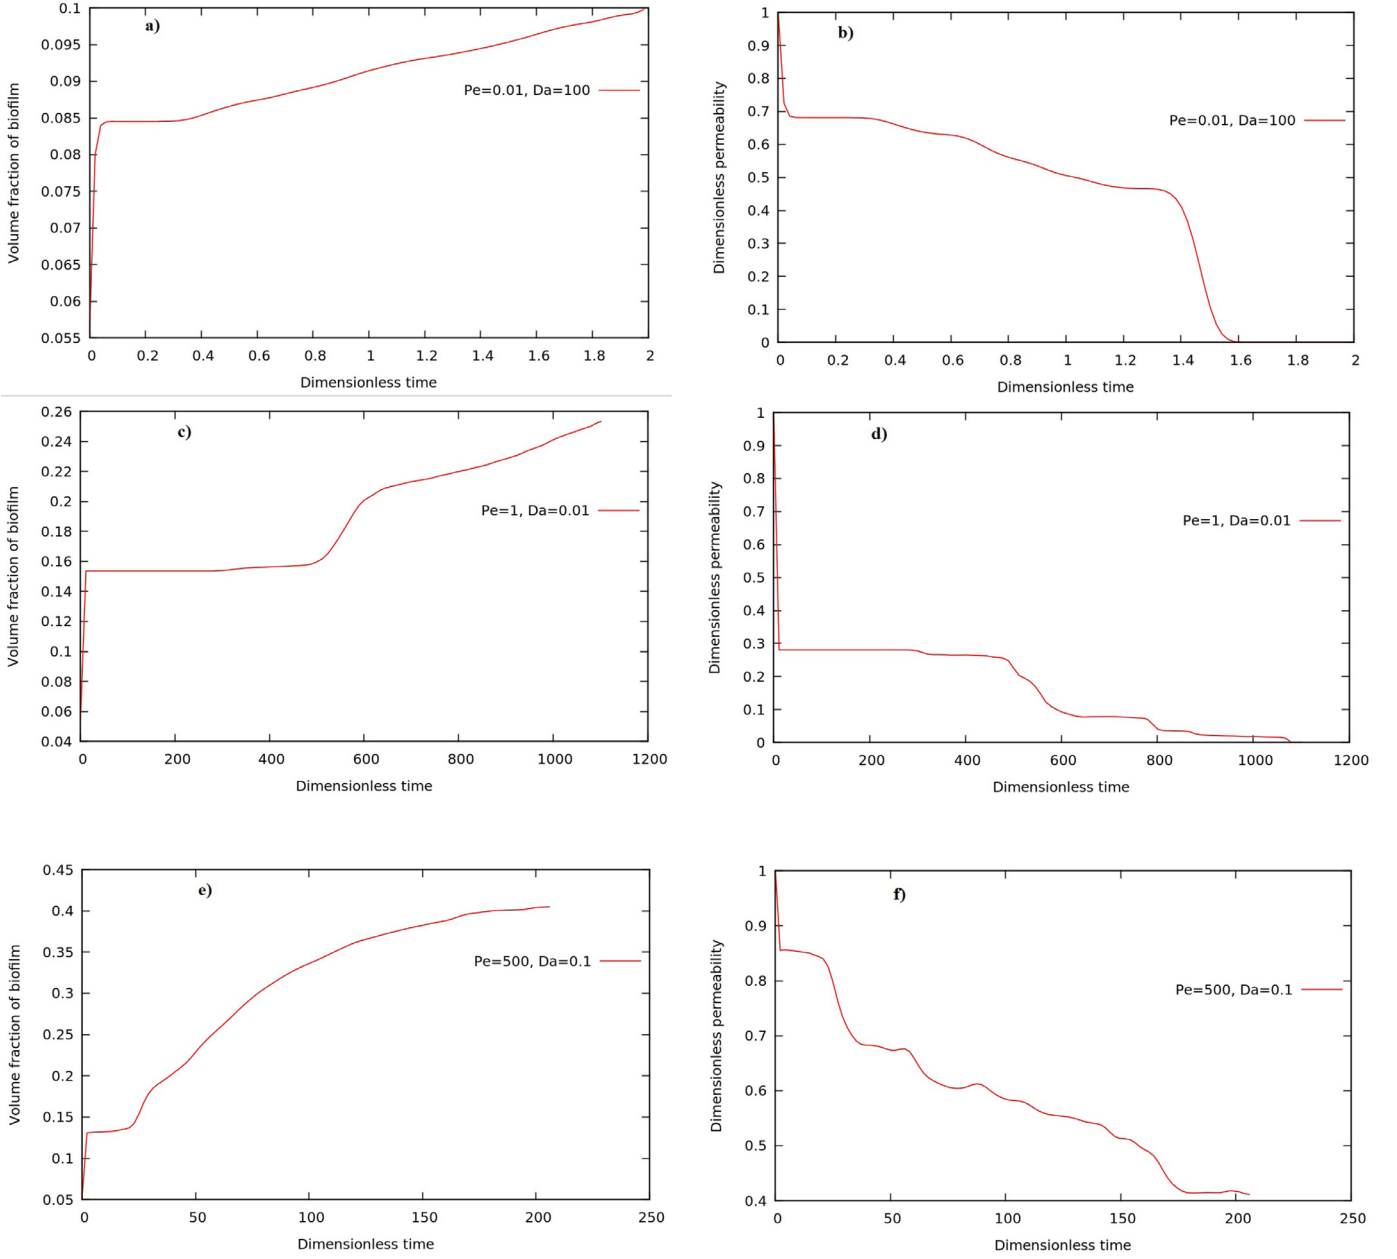 a)
Volume fraction of biofilm
0.1
0.095
0.09
0.085
0.08
0.075
0.07
0.065
0.06
0.055
Pe=0.01, Da=100
0 0.2 0.4 0.6 0.8 1 1.2 1.4 1.6 1.8 2
Dimensionless time
b)
Dimensionless permeability
1
0.9
0.8
0.7
0.6
0.5
0.4
0.3
0.2
0.1
0
Pe=0.01, Da=100
0 0.2 0.4 0.6 0.8 1 1.2 1.4 1.6 1.8 2
Dimensionless time
c)
Volume fraction of biofilm
0.26
0.24
0.22
0.2
0.18
0.16
0.14
0.12
0.1
0.08
0.06
0.04
Pe=1, Da=0.01
0 200 400 600 800 1000 1200
Dimensionless time
d)
Dimensionless permeability
1
0.9
0.8
0.7
0.6
0.5
0.4
0.3
0.2
0.1
0
Pe=1, Da=0.01
0 200 400 600 800 1000 1200
Dimensionless time
e)
Volume fraction of biofilm
0.45
0.4
0.35
0.3
0.25
0.2
0.15
0.1
0.05
Pe=500, Da=0.1
0 50 100 150 200 250
Dimensionless time
f)
Dimensionless permeability
1
0.9
0.8
0.7
0.6
0.5
0.4
Pe=500, Da=0.1
0 50 100 150 200 250
Dimensionless time